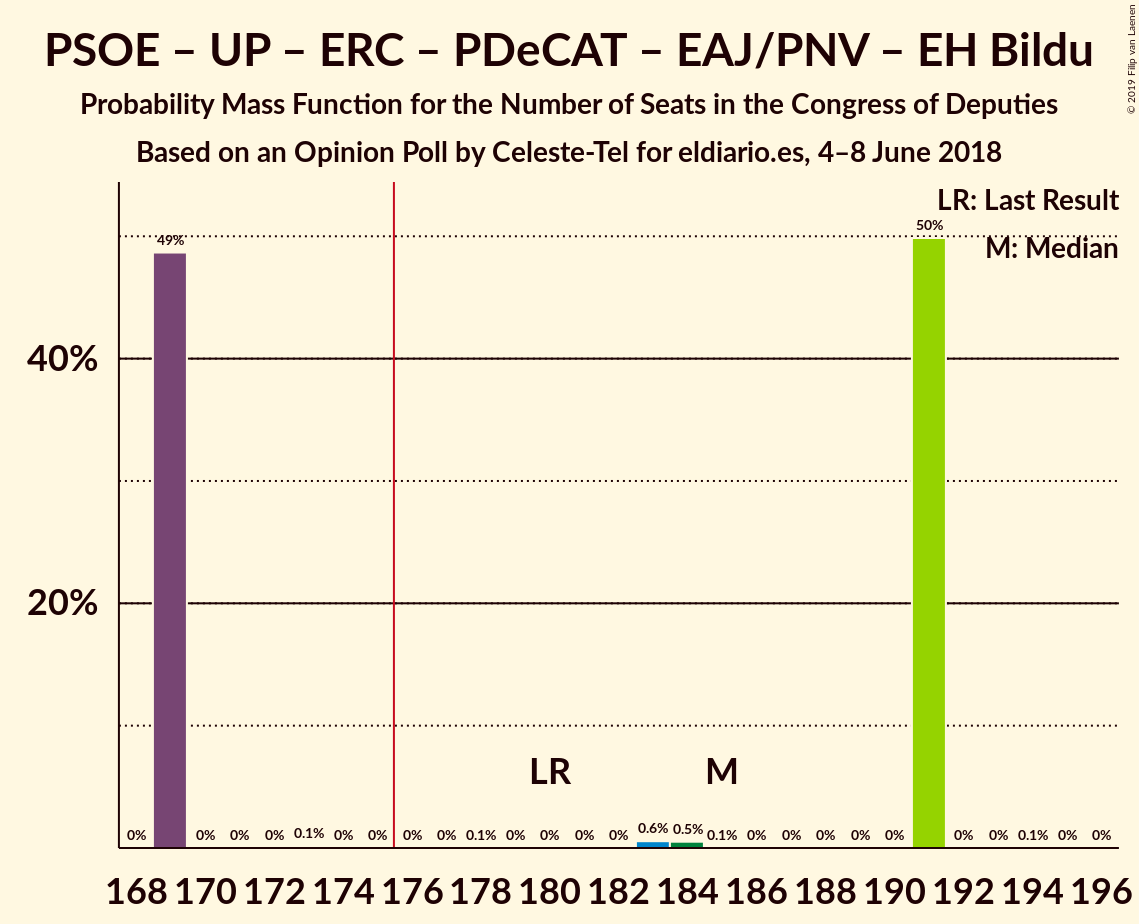 PSOE – UP – ERC – PDeCAT – EAJ/PNV – EH Bildu
Probability Mass Function for the Number of Seats in the Congress of Deputies
Based on an Opinion Poll by Celeste-Tel for eldiario.es, 4–8 June 2018
© 2019 Filip van Laenen
LR: Last Result
M: Median
49% 50%
40%
20%
LR M
0% 0% 0% 0% 0.1% 0% 0% 0% 0% 0.1% 0% 0% 0% 0% 0.6% 0.5% 0.1% 0% 0% 0% 0% 0% 0% 0% 0.1% 0% 0%
168 170 172 174 176 178 180 182 184 186 188 190 192 194 196